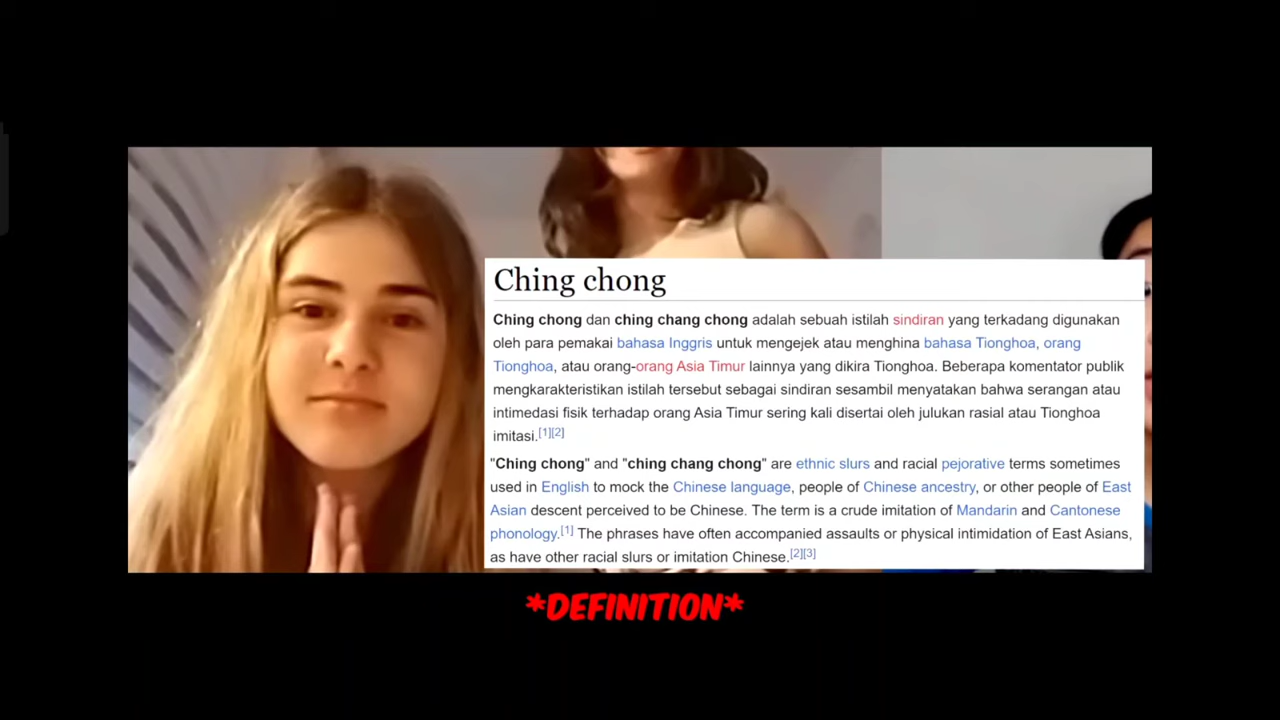 Ching chong
Ching chong dan ching chang chong adalah sebuah istilah sindiran yang terkadang digunakan
oleh para pemakai bahasa Inggris untuk mengejek atau menghina bahasa Tionghoa, orang
Tionghoa, atau orang-orang Asia Timur lainnya yang dikira Tionghoa. Beberapa komentator publik
mengkarakteristikan istilah tersebut sebagai sindiran sesambil menyatakan bahwa serangan atau
intimedasi fisik terhadap orang Asia Timur sering kali disertai oleh julukan rasial atau Tionghoa
imitasi.[1][2]
"Ching chong" and "ching chang chong" are ethnic slurs and racial pejorative terms sometimes
used in English to mock the Chinese language, people of Chinese ancestry, or other people of East
Asian descent perceived to be Chinese. The term is a crude imitation of Mandarin and Cantonese
phonology.[1] The phrases have often accompanied assaults or physical intimidation of East Asians,
as have other racial slurs or imitation Chinese.[2][3]
*DEFINITION*